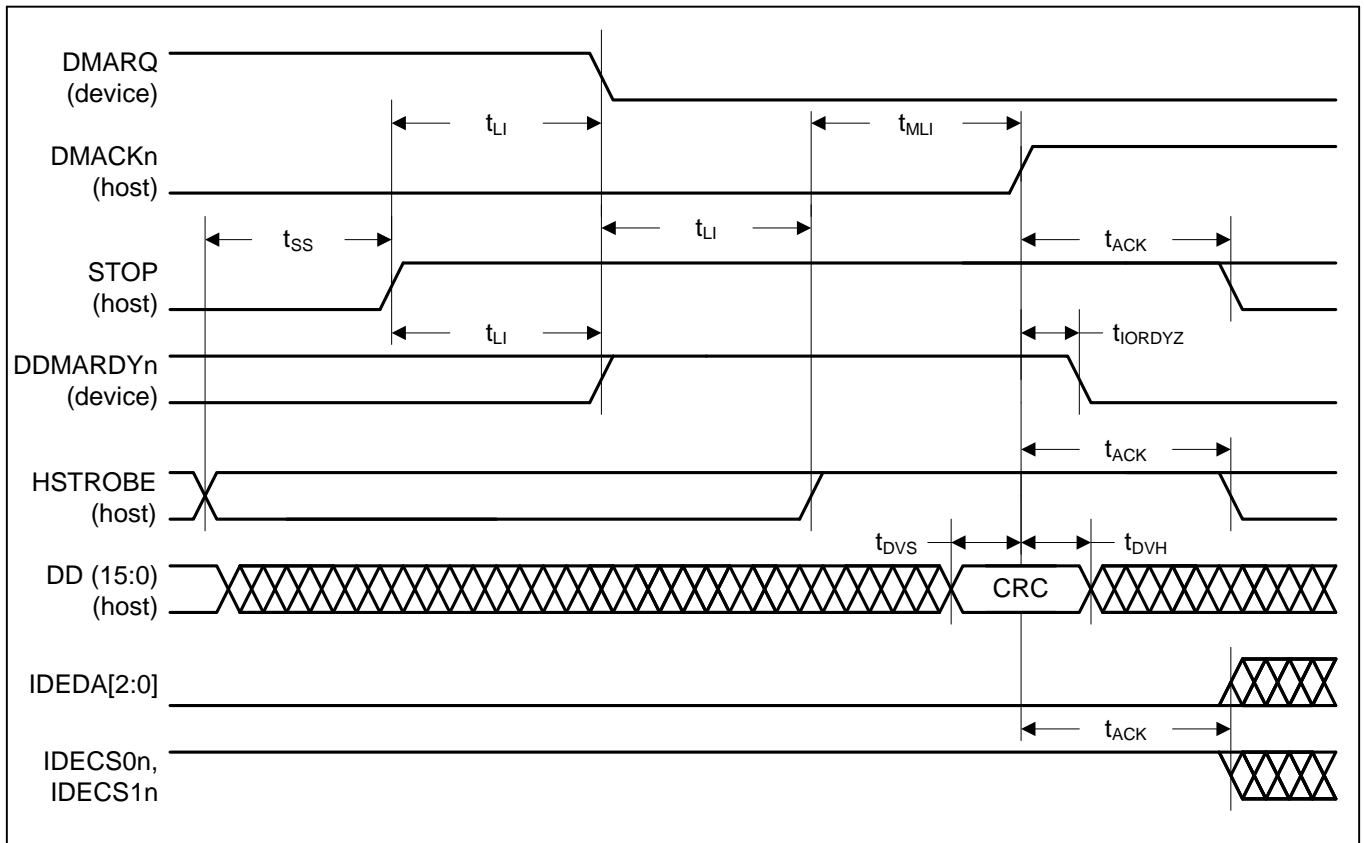 DMARQ
(device)
tLI
tMLI
DMACKn
(host)
tSS
tLI
tACK
STOP
(host)
tLI
tIORDYZ
DDMARDYn
(device)
tACK
HSTROBE
(host)
tDVS
tDVH
DD (15:0)
(host)
CRC
IDEDA[2:0]
tACK
IDECS0n,
IDECS1n